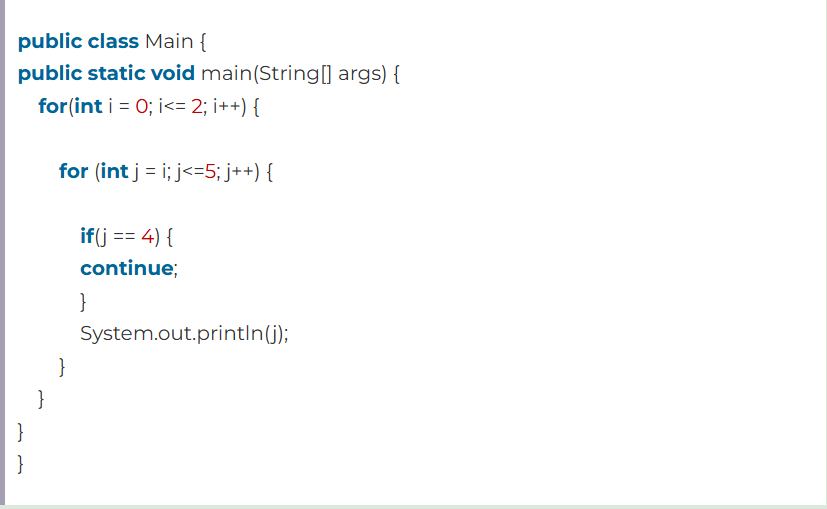 public class Main {
public static void main(String[] args) {
for(int i = 0; i<= 2; i++) {
for (int j = i; j<=5; j++) {
if(j == 4) {
continue;
}
System.out.println(j);
}
}
}
}